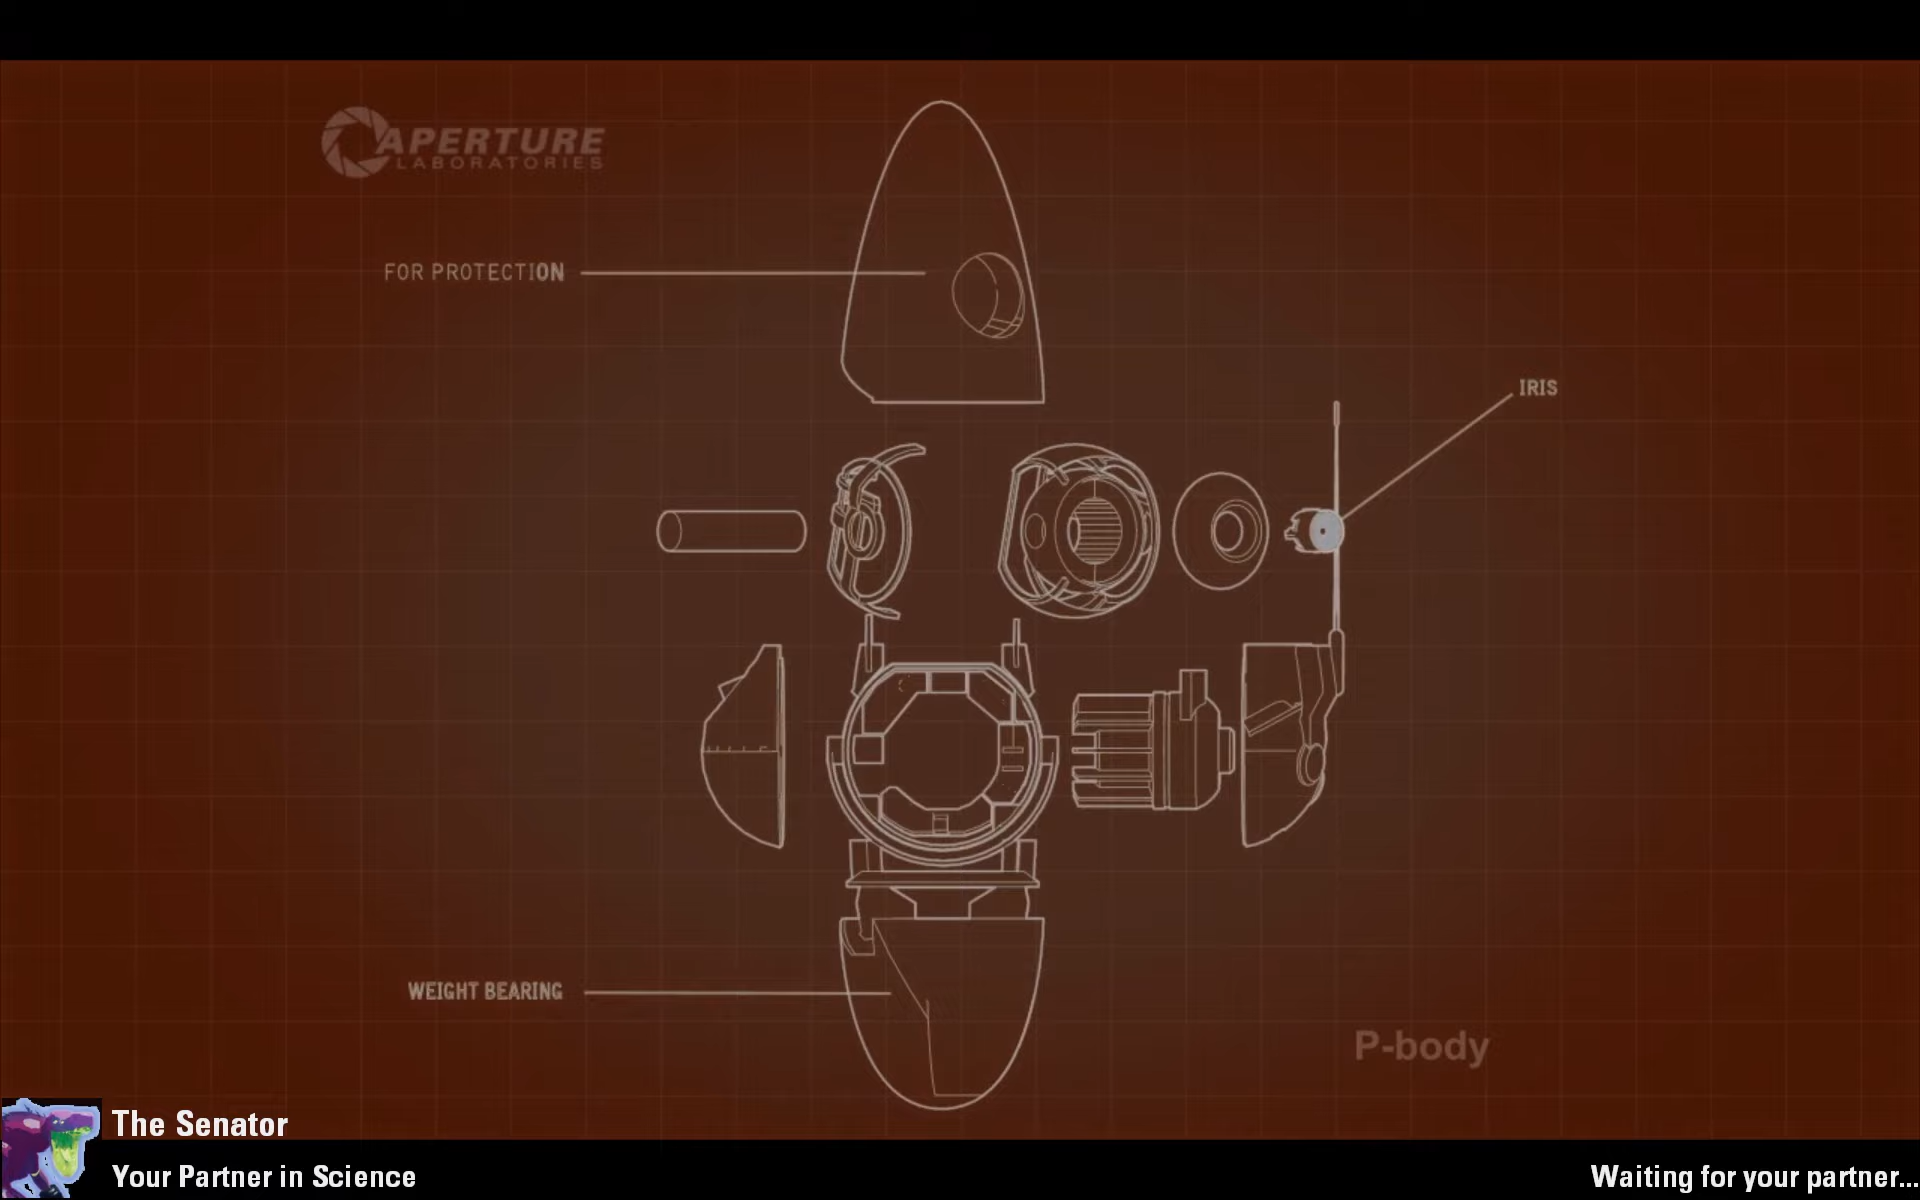 APERTURE
LABORATORIES
FOR PROTECTION
IRIS
WEIGHT BEARING
P-body
The Senator
Your Partner in Science
Waiting for your partner...